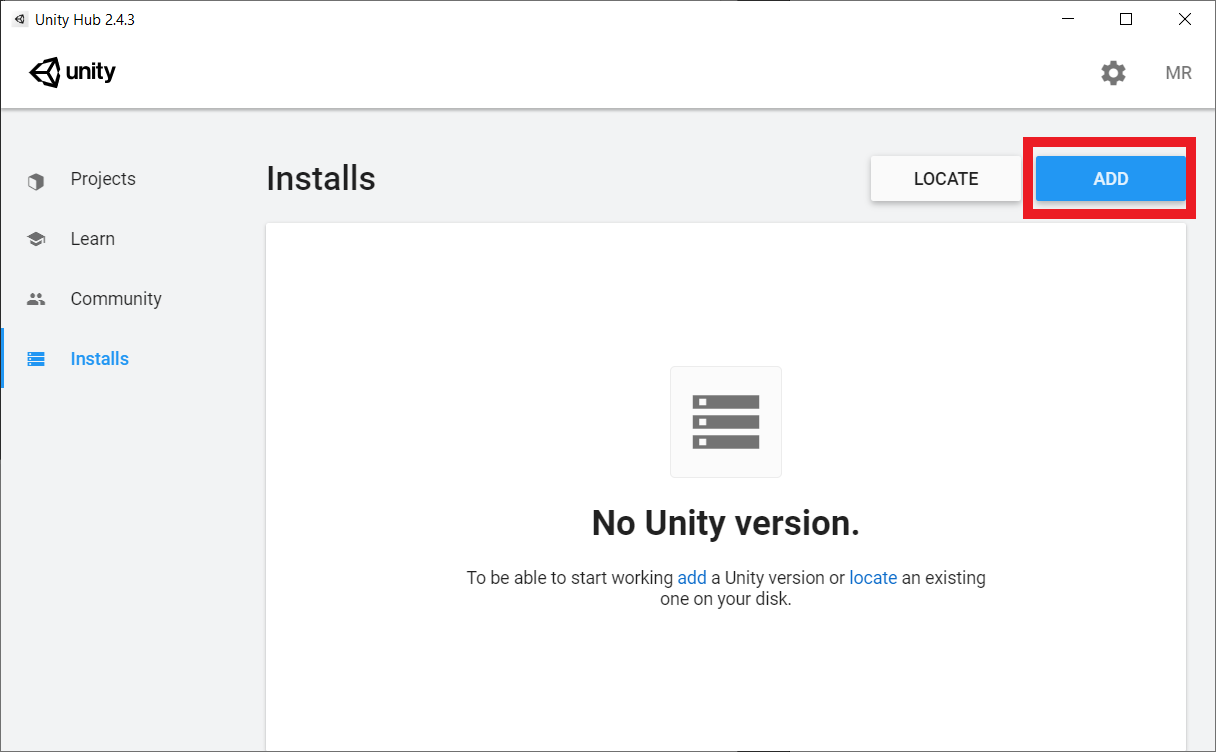 Unity Hub 2.4.3
unity
MR
Projects
Learn
Community
Installs
Installs
LOCATE
ADD
No Unity version.
To be able to start working add a Unity version or locate an existing
one on your disk.